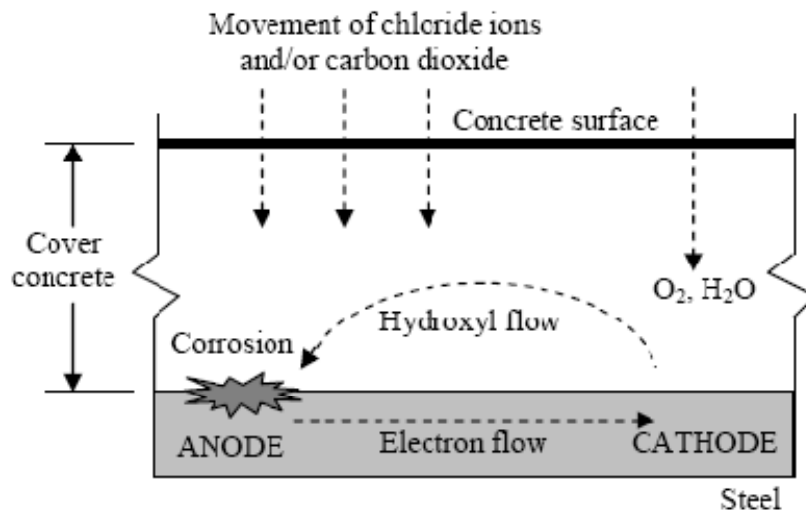 Movement of chloride ions
and/or carbon dioxide
Concrete surface
Cover
concrete
O₂, H₂O
Hydroxyl flow
Corrosion
ANODE
Electron flow
CATHODE
Steel